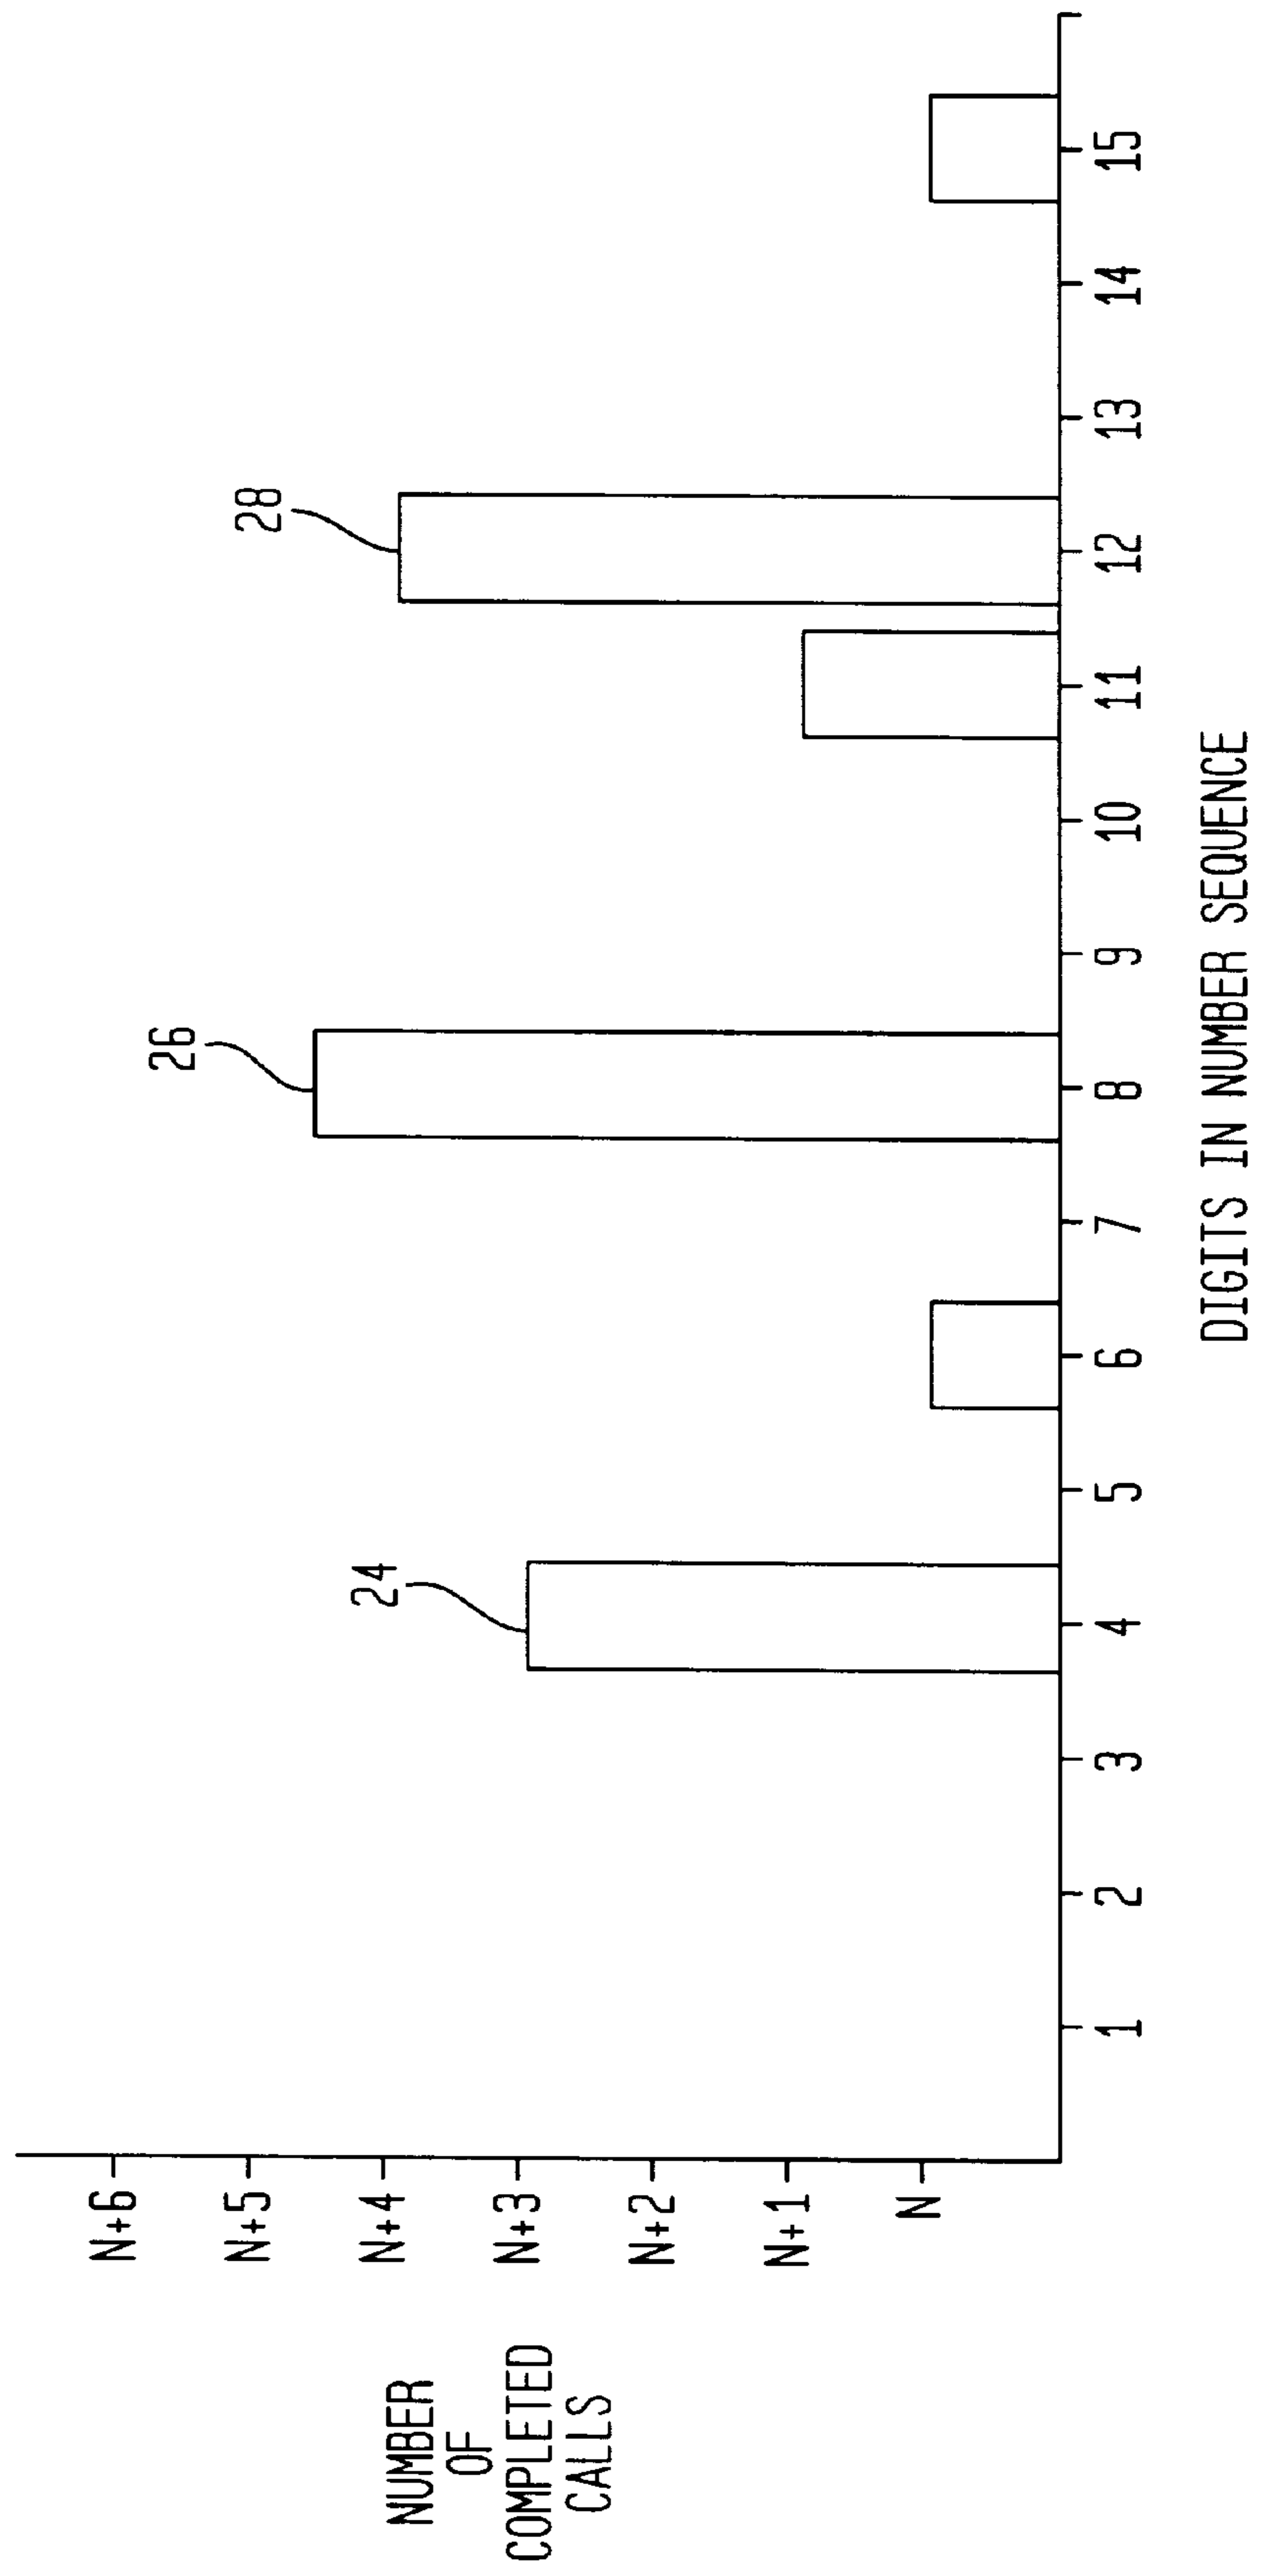 NUMBER
OF
COMPLETED
CALLS
N+6
N+5
N+4
N+3
N+2
N+1
N
24
26
28
1 2 3 4 5 6 7 8 9 10 11 12 13 14 15
DIGITS IN NUMBER SEQUENCE